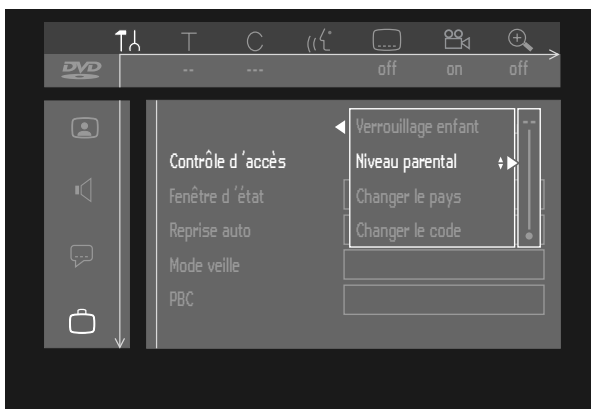 T C
DVD -- --- off on off
Verrouillage enfant --
Contrôle d'accès Niveau parental
Fenêtre d'état Changer le pays
Reprise auto Changer le code
Mode veille
PBC